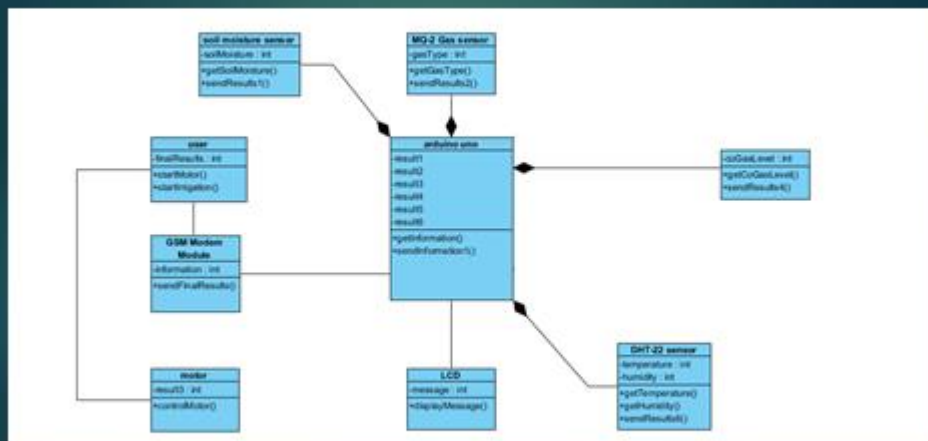 soil moisture sensor
-soilMoisture : int
+getSoilMoisture()
+sendResults1()
MQ-2 Gas sensor
-gasType : int
+getGasType()
+sendResults2()
user
-finalResults : int
+startMotor()
+startIrrigation()
arduino uno
-result1
-result2
-result3
-result4
-result5
-result6
+getInformation()
+sendInformation1()
-coGasLevel : int
+getCoGasLevel()
+sendResults4()
GSM Modem
Module
-information : int
+sendFinalResults()
motor
-result3 : int
+controlMotor()
LCD
-message : int
+displayMessage()
DHT-22 sensor
-temperature : int
-humidity : int
+getTemperature()
+getHumidity()